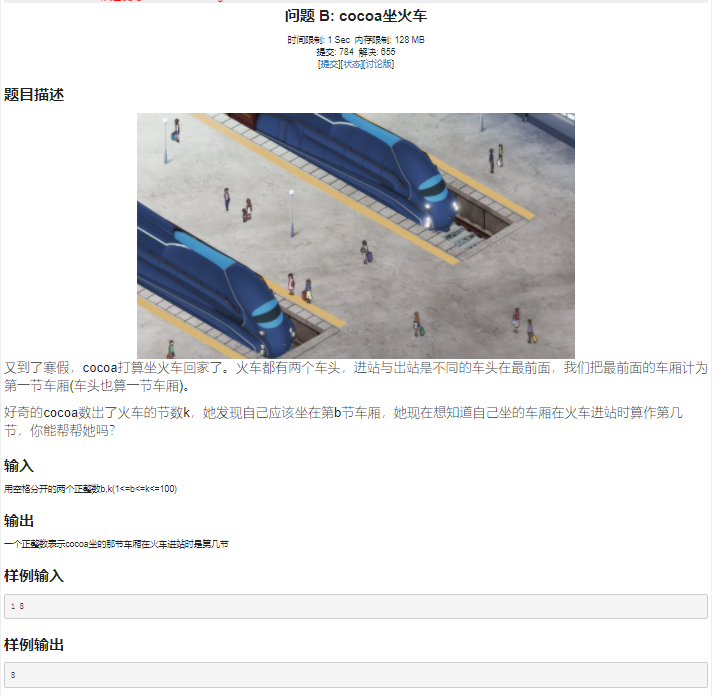 问题 B: cocoa坐火车
时间限制: 1 Sec 内存限制: 128 MB
提交: 784 解决: 655
[提交][状态][讨论版]
题目描述
又到了寒假，cocoa打算坐火车回家了。火车都有两个车头，进站与出站是不同的车头在最前面，我们把最前面的车厢计为
第一节车厢(车头也算一节车厢)。
好奇的cocoa数出了火车的节数k，她发现自己应该坐在第b节车厢，她现在想知道自己坐的车厢在火车进站时算作第几
节，你能帮帮她吗?
输入
用空格分开的两个正整数b,k(1<=b<=k<=100)
输出
一个正整数表示cocoa坐的那节车厢在火车进站时是第几节
样例输入
1 8
样例输出
8